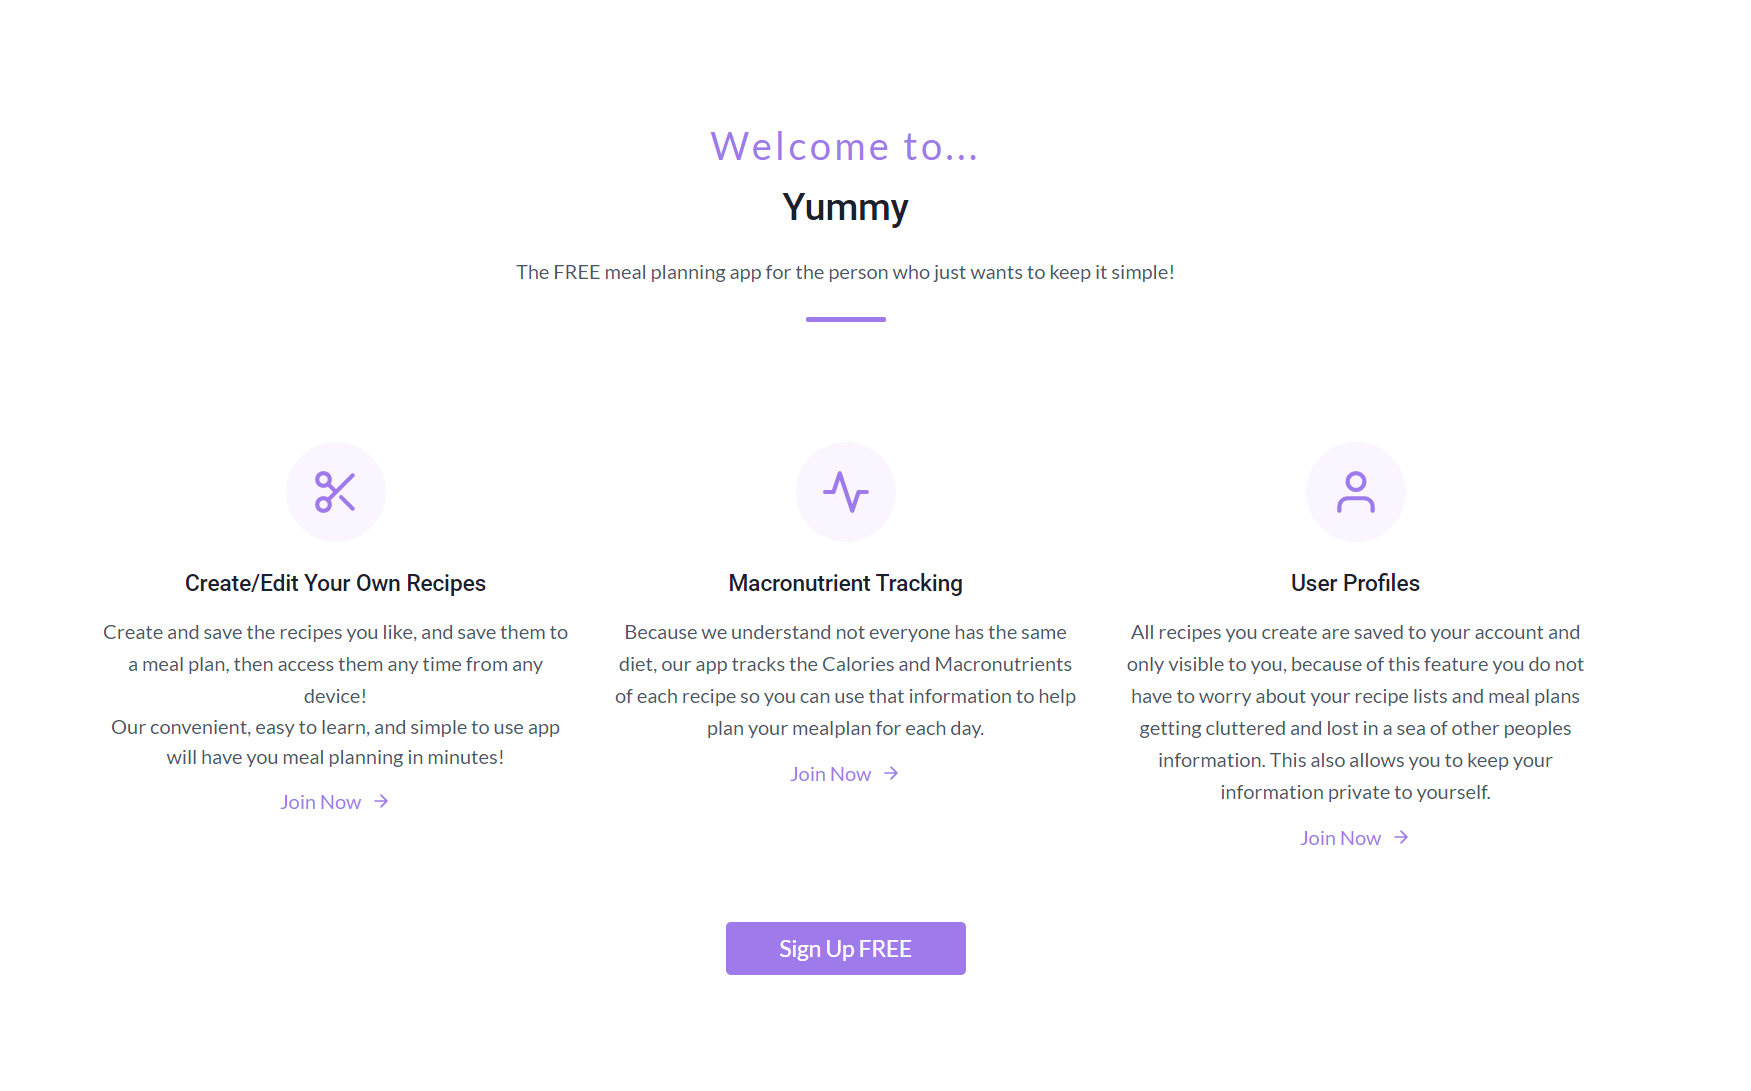 Welcome to...
Yummy
The FREE meal planning app for the person who just wants to keep it simple!
Create/Edit Your Own Recipes
Create and save the recipes you like, and save them to
a meal plan, then access them any time from any
device!
Our convenient, easy to learn, and simple to use app
will have you meal planning in minutes!
Join Now
Macronutrient Tracking
Because we understand not everyone has the same
diet, our app tracks the Calories and Macronutrients
of each recipe so you can use that information to help
plan your mealplan for each day.
Join Now
User Profiles
All recipes you create are saved to your account and
only visible to you, because of this feature you do not
have to worry about your recipe lists and meal plans
getting cluttered and lost in a sea of other peoples
information. This also allows you to keep your
information private to yourself.
Join Now
Sign Up FREE